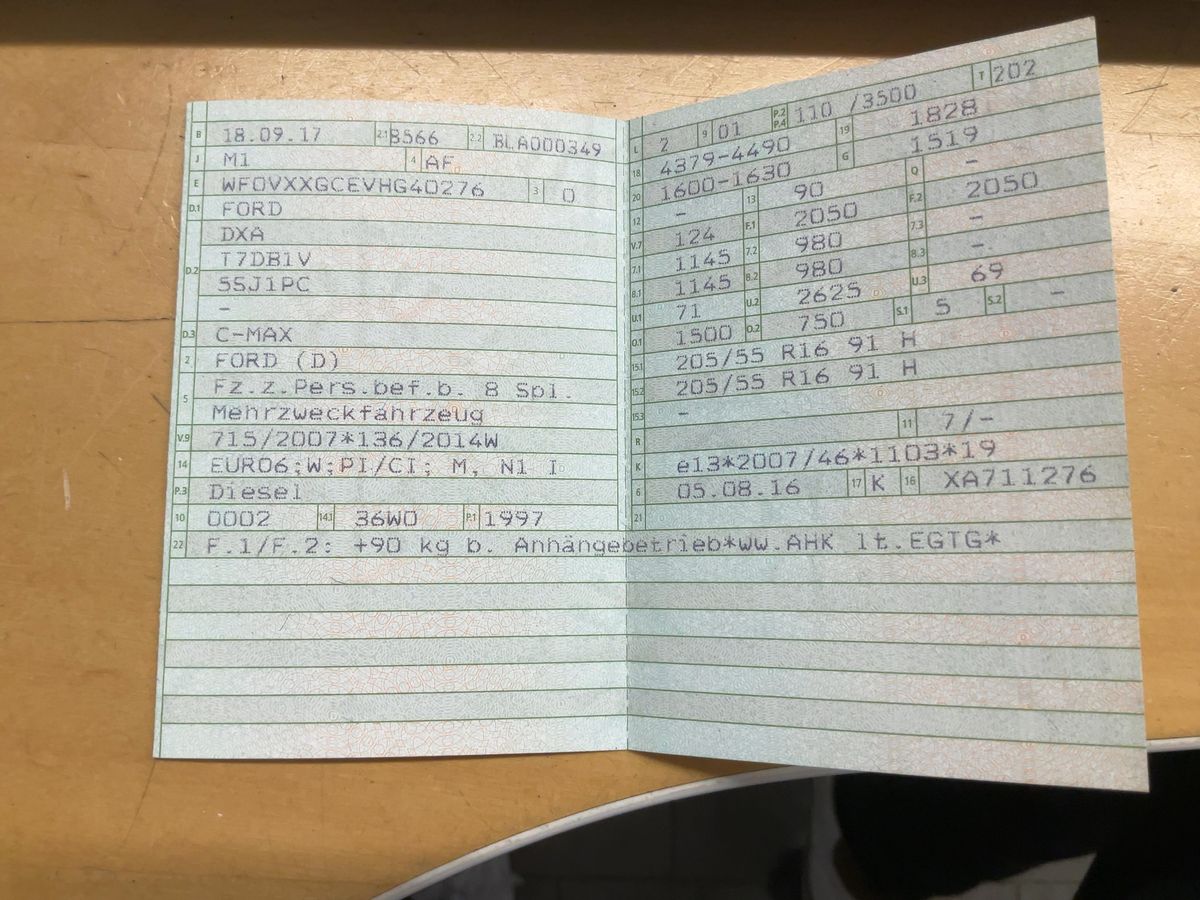 B 18.09.17 2.1 B566 2.2 BLA000349
J M1 4 AF
E WF0VXXGCEVHG40276 3 0
D.1 FORD
DXA
D.2 T7DB1V
5SJ1PC
-
D.3 C-MAX
2 FORD (D)
5 Fz.z.Pers.bef.b. 8 Spl.
Mehrzweckfahrzeug
V.9 715/2007*136/2014W
14 EURO6;W;PI/CI; M, N1 I
P.3 Diesel
10 0002 14.1 36W0 P.1 1997
22 F.1/F.2: +90 kg b. Anhängebetrieb*ww.AHK lt.EGTG*
L 2 9 01 P.2 P.4 110 /3500 T 202
18 4379-4490 19 1828
20 1600-1630 G 1519
12 - 13 90 Q -
V.7 124 F.1 2050 F.2 2050
7.1 1145 7.2 980 7.3 -
8.1 1145 8.2 980 8.3 -
U.1 71 U.2 2625 U.3 69
O.1 1500 O.2 750 S.1 5 S.2 -
15.1 205/55 R16 91 H
15.2 205/55 R16 91 H
15.3 -
R 11 7/-
K e13*2007/46*1103*19
6 05.08.16 17 K 16 XA711276
21